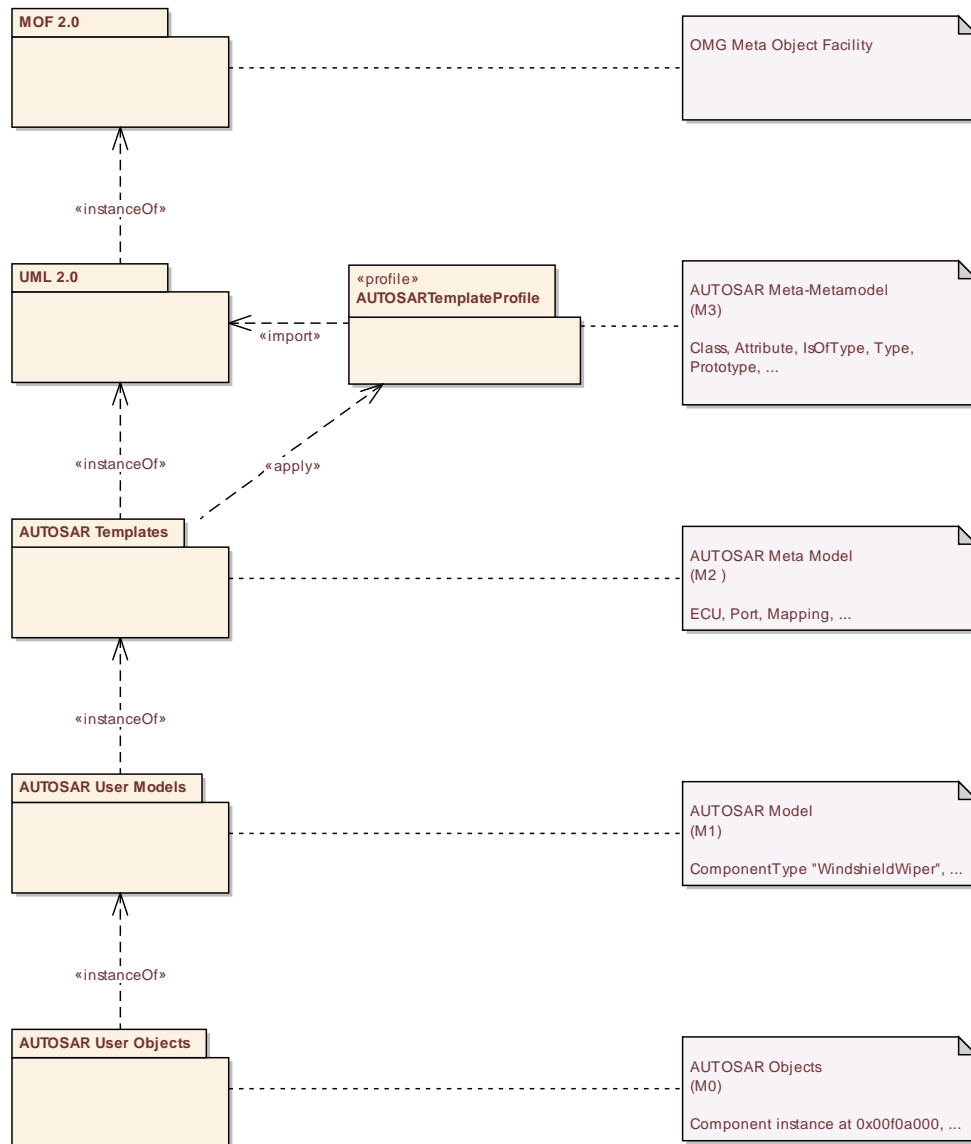 MOF 2.0
OMG Meta Object Facility
«instanceOf»
UML 2.0
«profile»
AUTOSARTemplateProfile
AUTOSAR Meta-Metamodel
(M3)
Class, Attribute, IsOfType, Type,
Prototype, ...
«import»
«instanceOf»
«apply»
AUTOSAR Templates
AUTOSAR Meta Model
(M2 )
ECU, Port, Mapping, ...
«instanceOf»
AUTOSAR User Models
AUTOSAR Model
(M1)
ComponentType "WindshieldWiper", ...
«instanceOf»
AUTOSAR User Objects
AUTOSAR Objects
(M0)
Component instance at 0x00f0a000, ...